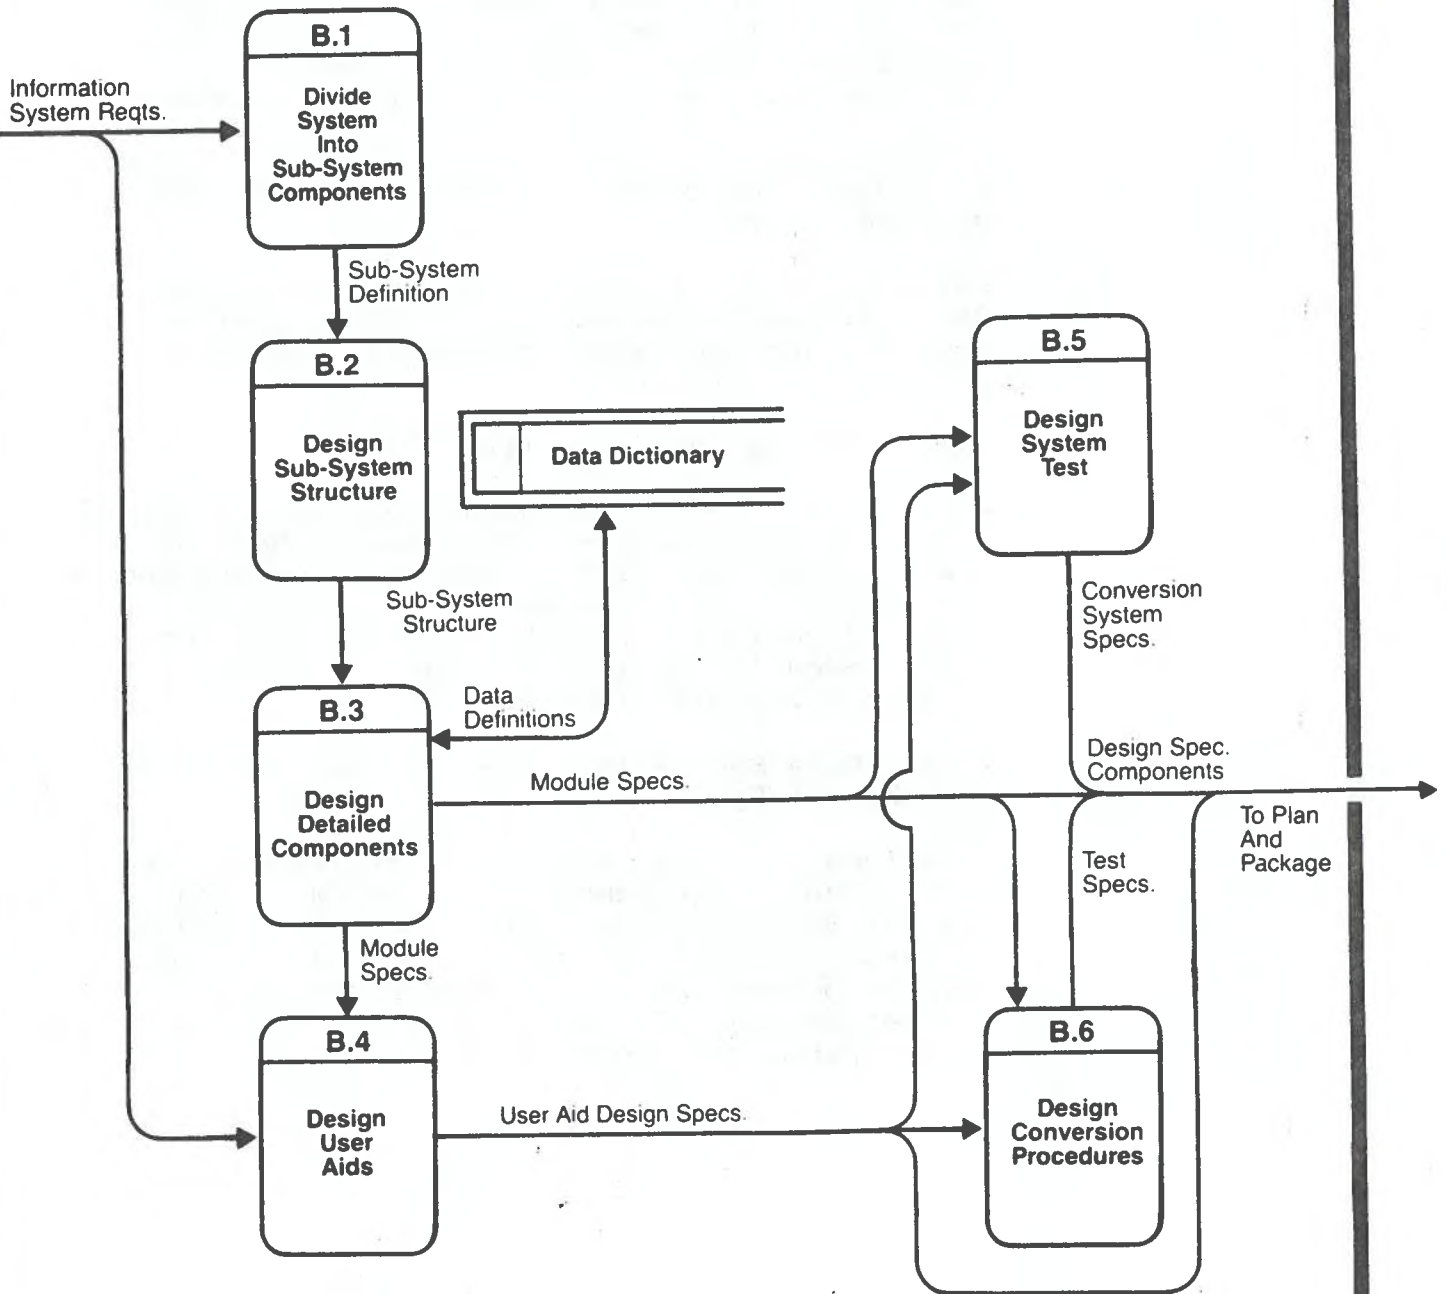 B.1
Information
System Reqts.
Divide
System
Into
Sub-System
Components
Sub-System
Definition
B.2
Design
Sub-System
Structure
Data Dictionary
B.5
Design
System
Test
Sub-System
Structure
Conversion
System
Specs.
B.3
Data
Definitions
Design
Detailed
Components
Module Specs.
Design Spec.
Components
To Plan
And
Package
Test
Specs.
Module
Specs.
B.4
Design
User
Aids
User Aid Design Specs.
B.6
Design
Conversion
Procedures